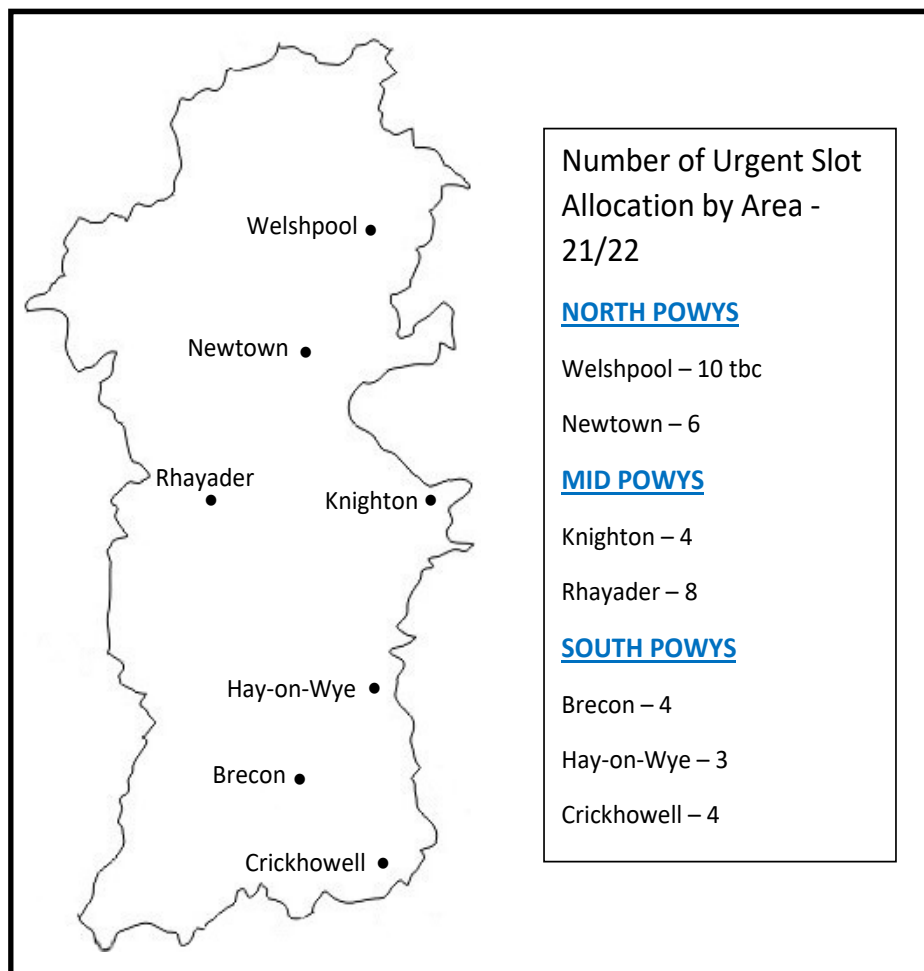 Welshpool
Newtown
Rhayader
Knighton
Hay-on-Wye
Brecon
Crickhowell
Number of Urgent Slot
Allocation by Area -
21/22
NORTH POWYS
Welshpool – 10 tbc
Newtown – 6
MID POWYS
Knighton – 4
Rhayader – 8
SOUTH POWYS
Brecon – 4
Hay-on-Wye – 3
Crickhowell – 4